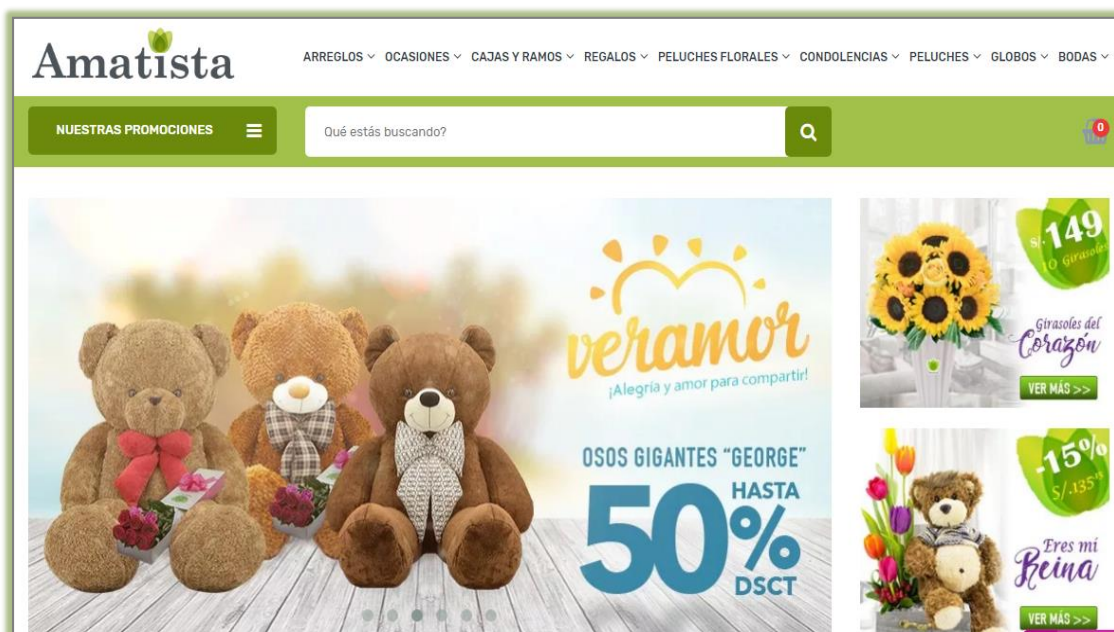 Amatista
ARREGLOS OCASIONES CAJAS Y RAMOS REGALOS PELUCHES FLORALES CONDOLENCIAS PELUCHES GLOBOS BODAS
NUESTRAS PROMOCIONES
Qué estás buscando?
0
veramor
¡Alegría y amor para compartir!
OSOS GIGANTES “GEORGE”
HASTA
50%
DSCT
S/.149
10 Girasoles
Girasoles del
Corazón
VER MÁS >>
-15%
S/.135
Eres mi
Reina
VER MÁS >>